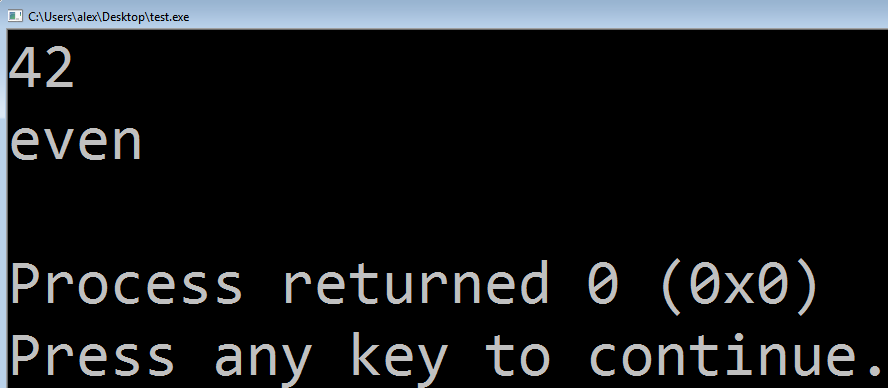 C:\Users\alex\Desktop\test.exe
42
even
Process returned 0 (0x0)
Press any key to continue.